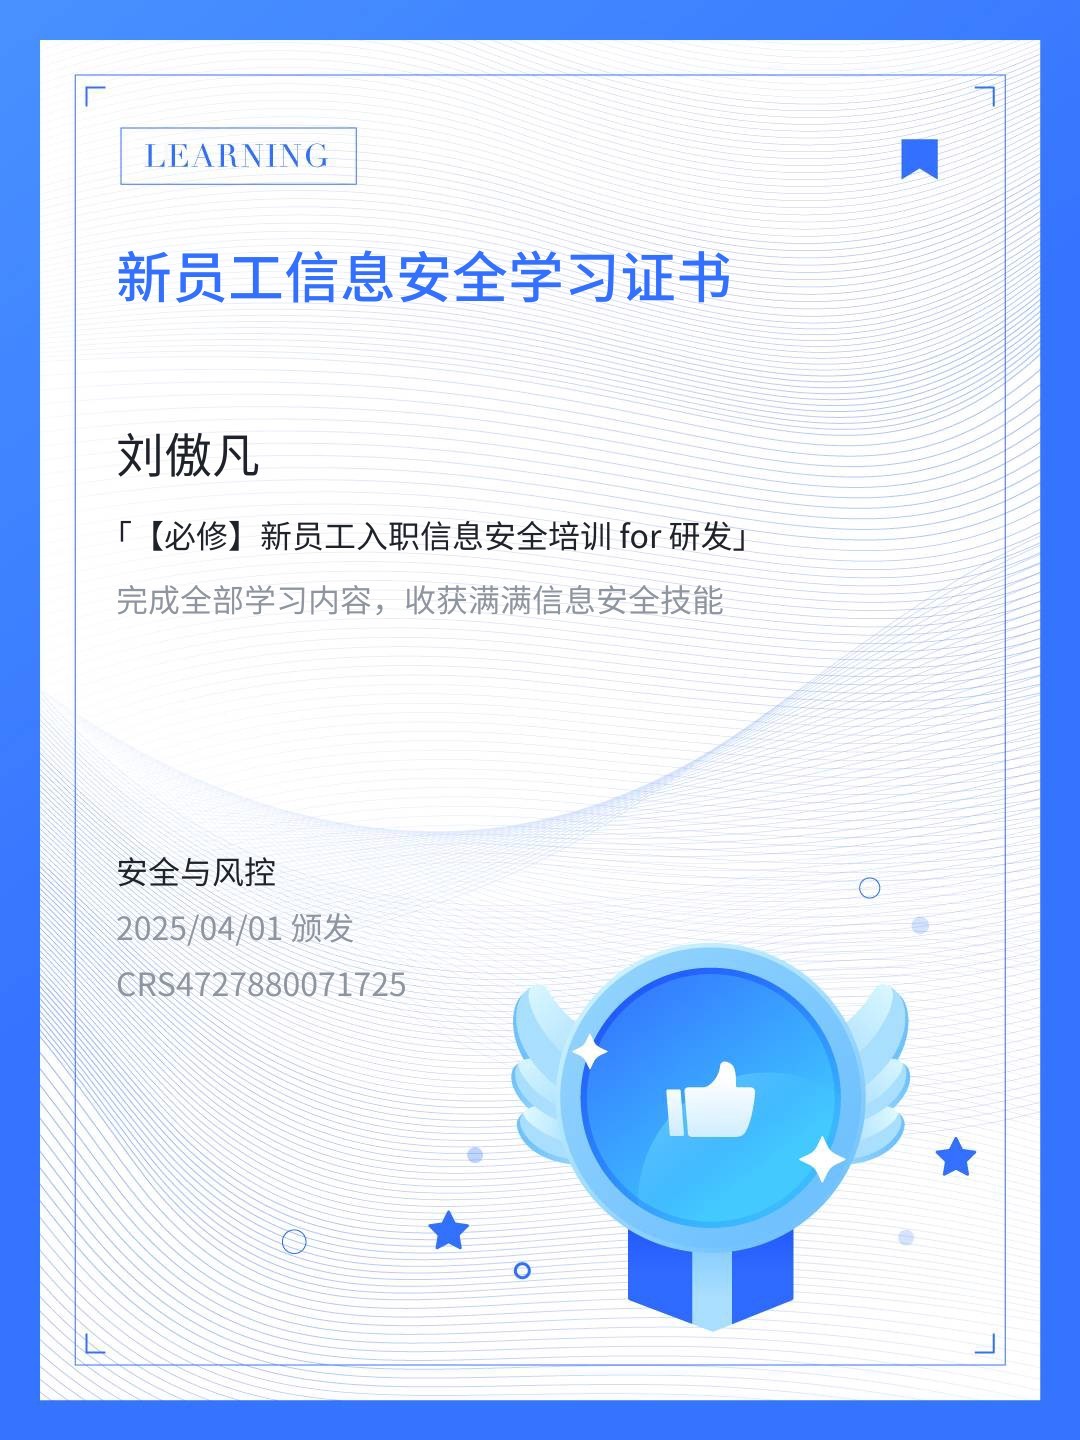 LEARNING
新员工信息安全学习证书
刘傲凡
「【必修】新员工入职信息安全培训 for 研发」
完成全部学习内容，收获满满信息安全技能
安全与风控
2025/04/01 颁发
CRS4727880071725